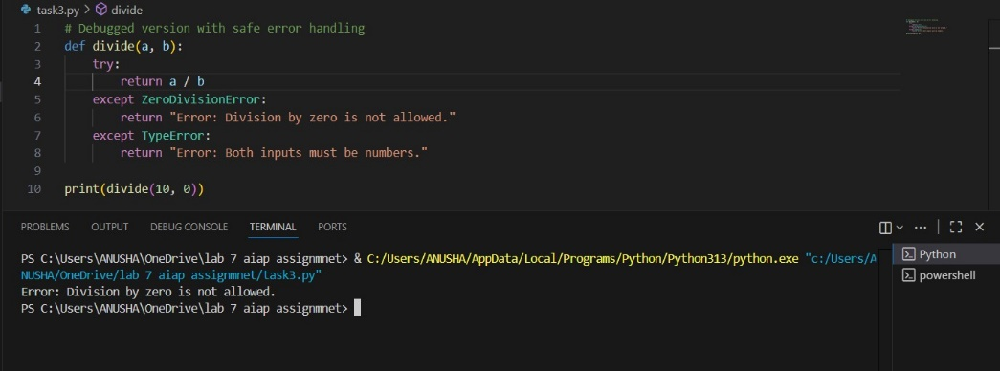 task3.py > divide
1 # Debugged version with safe error handling
2 def divide(a, b):
3     try:
4         return a / b
5     except ZeroDivisionError:
6         return "Error: Division by zero is not allowed."
7     except TypeError:
8         return "Error: Both inputs must be numbers."
9
10 print(divide(10, 0))
PROBLEMS OUTPUT DEBUG CONSOLE TERMINAL PORTS
PS C:\Users\ANUSHA\OneDrive\lab 7 aiap assignmnet> & C:/Users/ANUSHA/AppData/Local/Programs/Python/Python313/python.exe "c:/Users/A
NUSHA/OneDrive/lab 7 aiap assignmnet/task3.py"
Error: Division by zero is not allowed.
PS C:\Users\ANUSHA\OneDrive\lab 7 aiap assignmnet>
Python
powershell